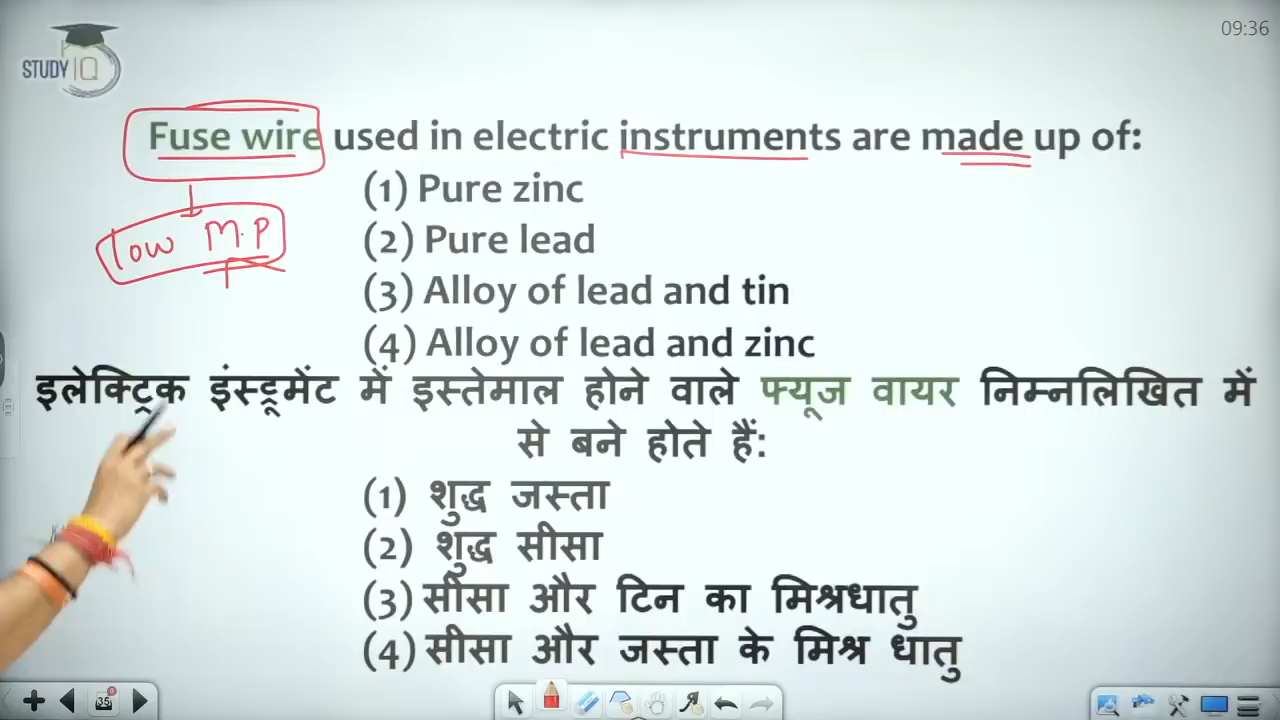 09:36
STUDY IQ
Fuse wire used in electric instruments are made up of:
(1) Pure zinc
low M.P
(2) Pure lead
(3) Alloy of lead and tin
(4) Alloy of lead and zinc
इलेक्ट्रिक इंस्ट्रूमेंट में इस्तेमाल होने वाले फ्यूज वायर निम्नलिखित में
से बने होते हैं:
(1) शुद्ध जस्ता
(2) शुद्ध सीसा
(3) सीसा और टिन का मिश्रधातु
(4) सीसा और जस्ता के मिश्र धातु
35